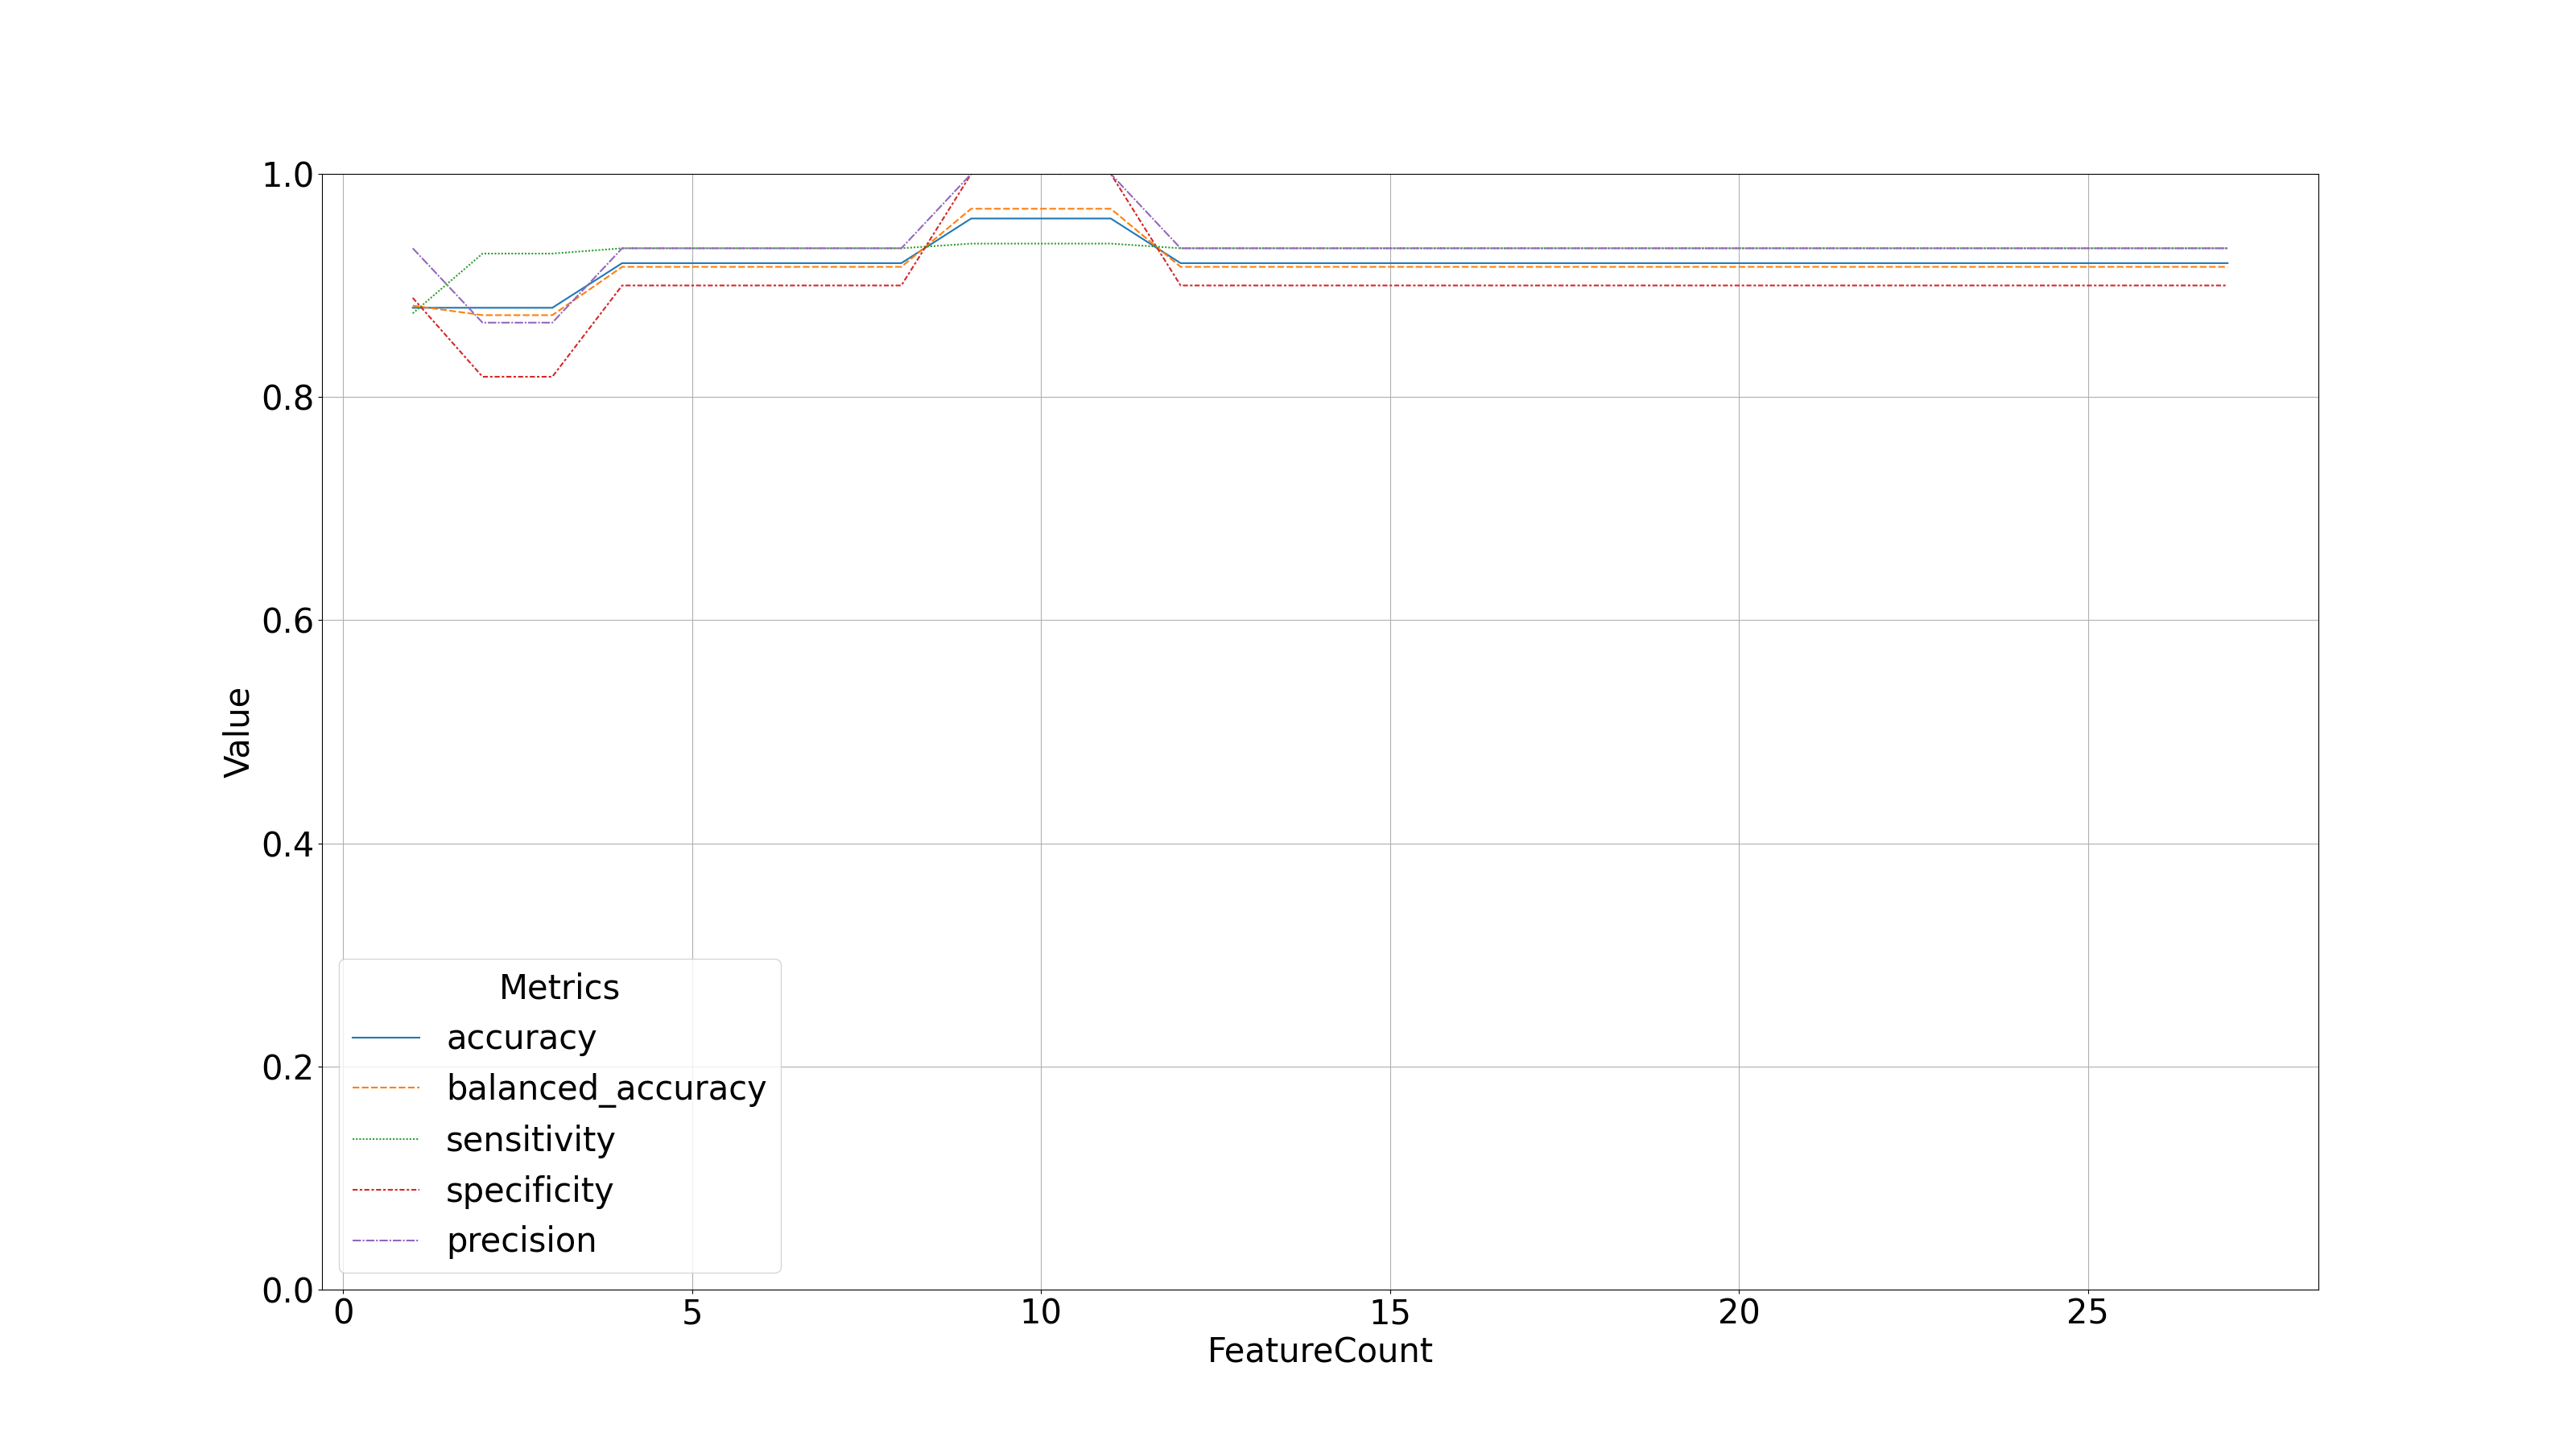 1.0
0.8
0.6
0.4
0.2
0.0
Value
Metrics
accuracy
balanced_accuracy
sensitivity
specificity
precision
0 5 10 15 20 25
FeatureCount